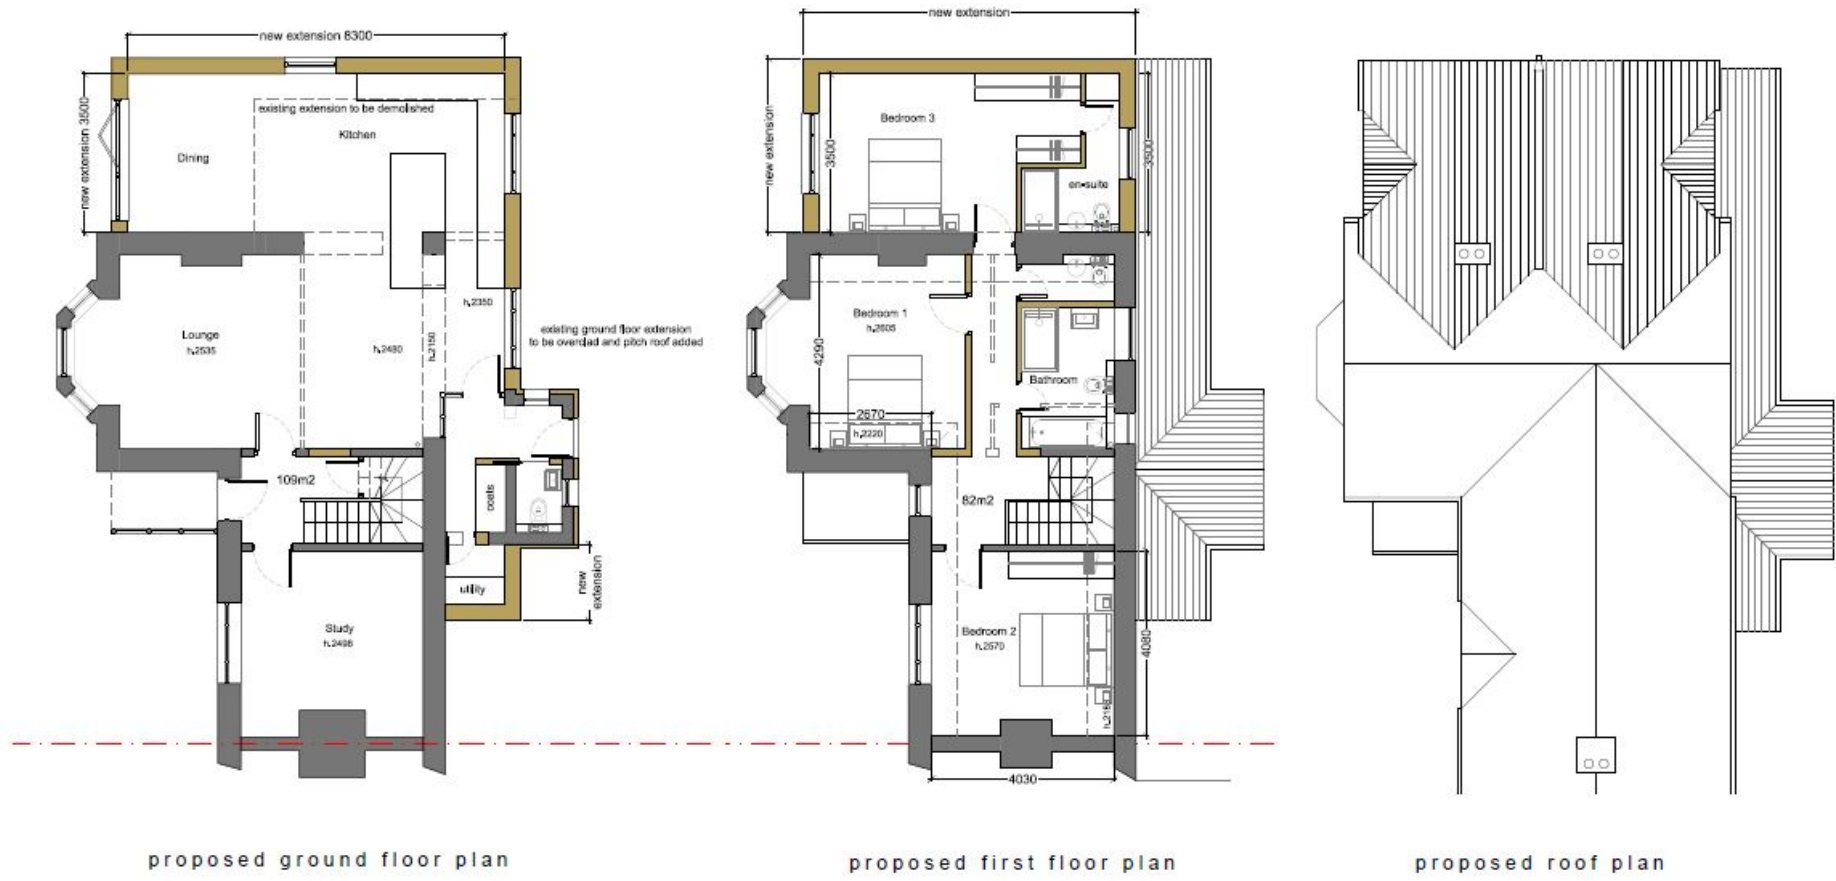 new extension 8300
new extension 3500
existing extension to be demolished
Kitchen
Dining
Lounge
h,2535
h,2480
h,2150
h,2350
existing ground floor extension
to be overclad and pitch roof added
109m2
coats
utility
new
extension
Study
h,2498
proposed ground floor plan
new extension
new extension
3500
Bedroom 3
3500
en-suite
Bedroom 1
h,2605
4290
Bathroom
2670
h,2220
82m2
Bedroom 2
h,2670
4080
4030
proposed first floor plan
proposed roof plan